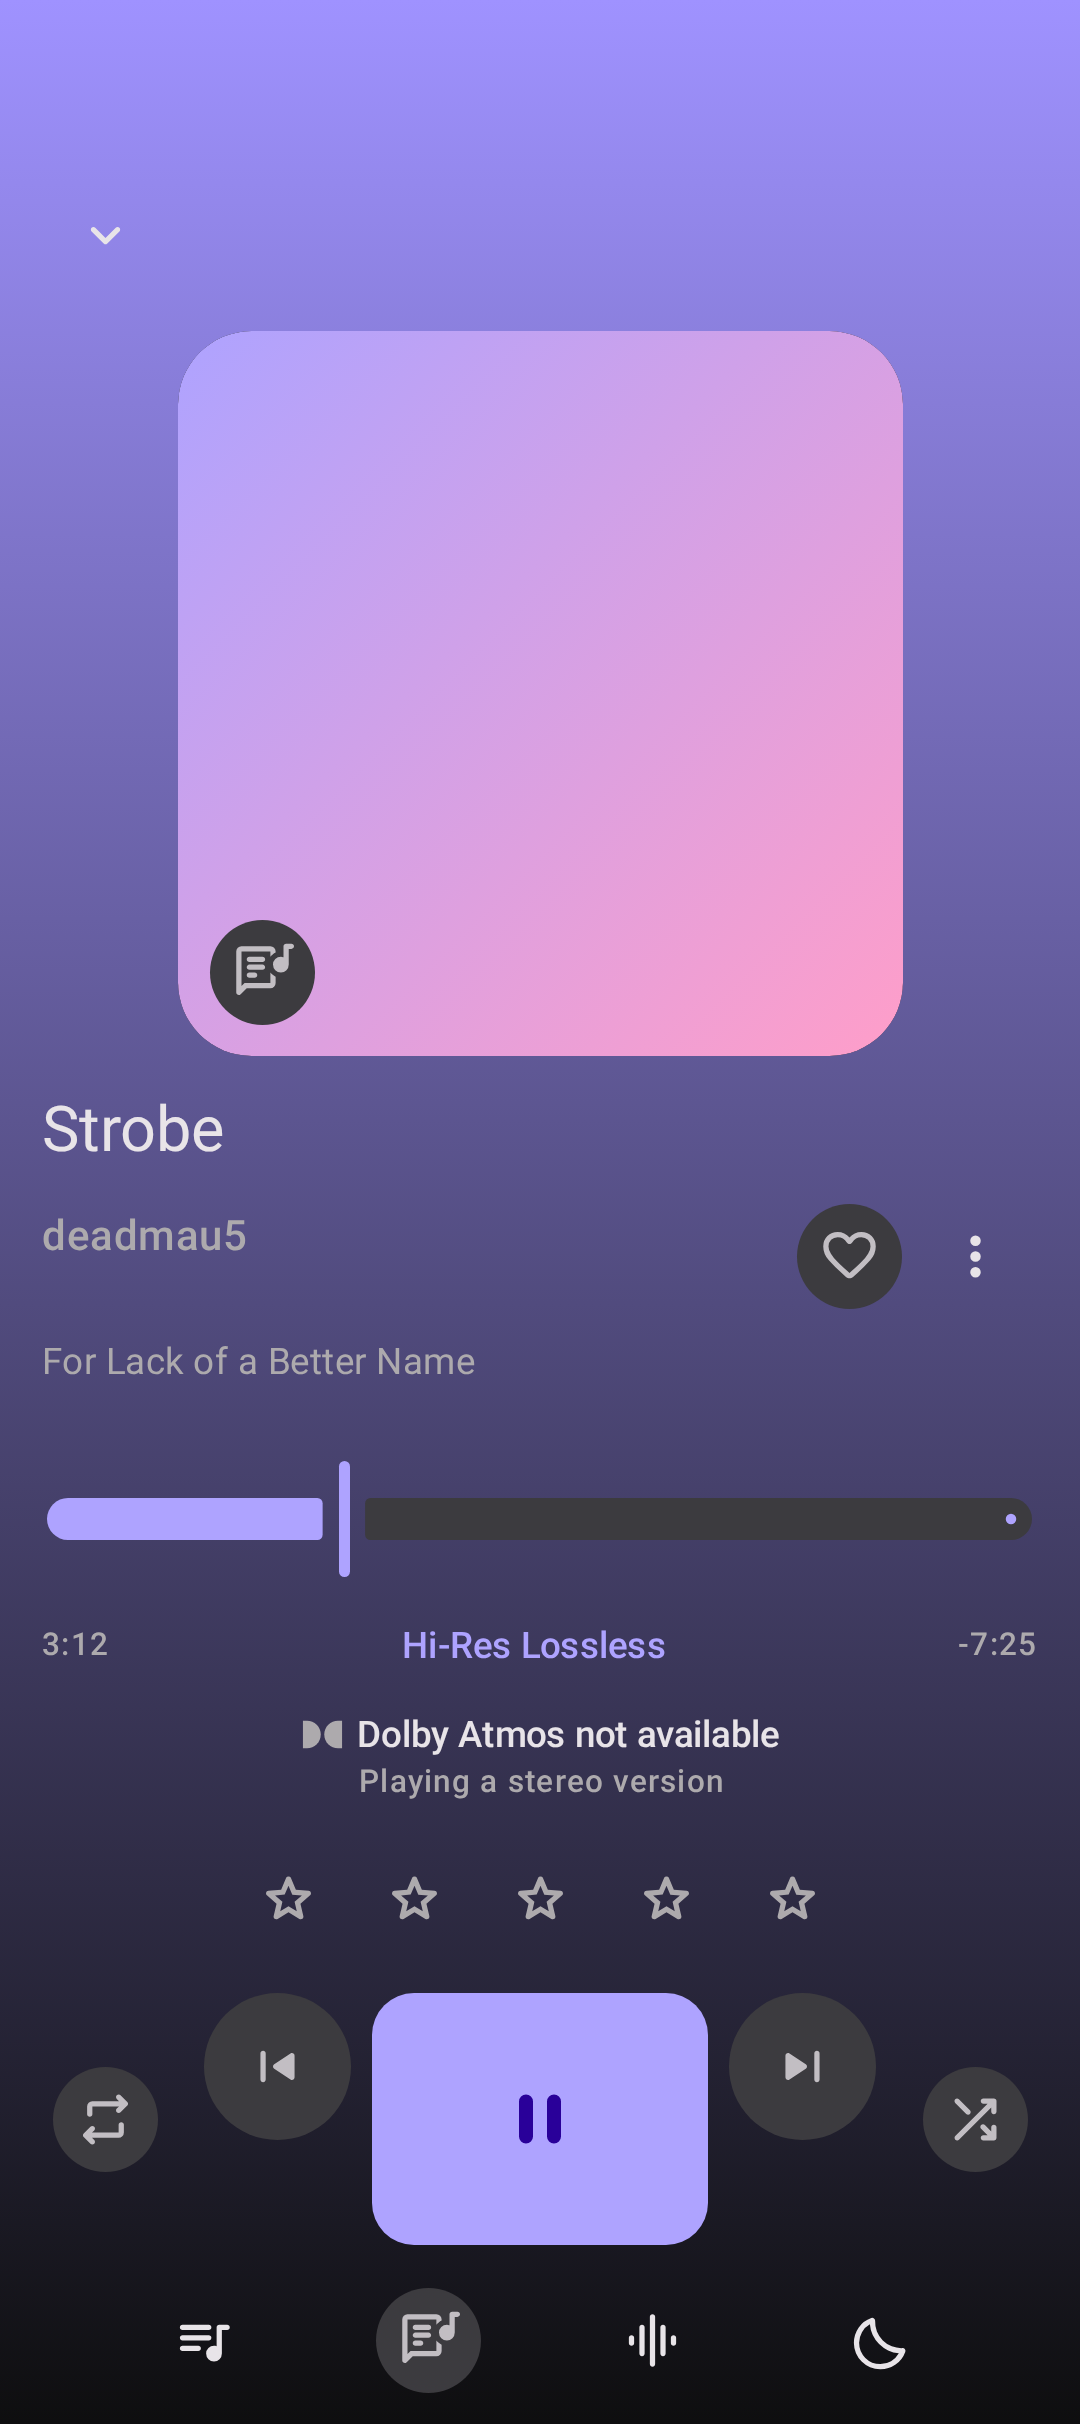 Strobe
deadmau5
For Lack of a Better Name
3:12
Hi-Res Lossless
-7:25
Dolby Atmos not available
Playing a stereo version